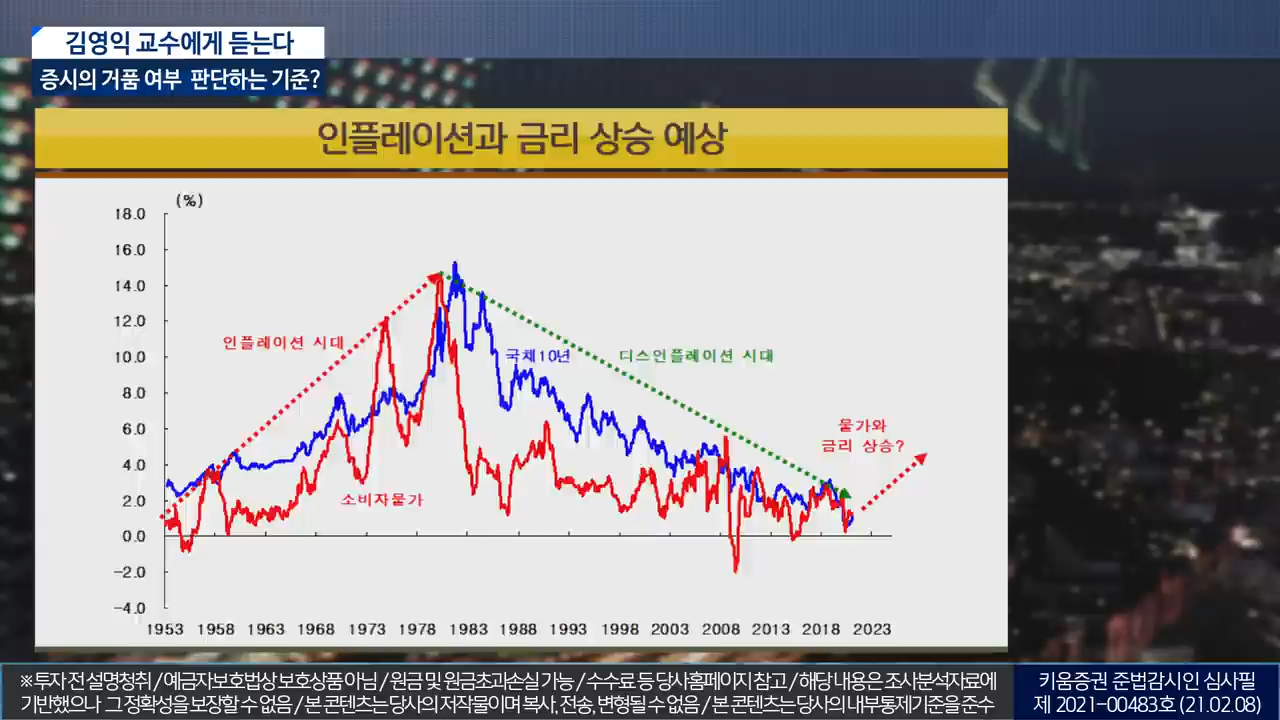 김영익 교수에게 듣는다
증시의 거품 여부 판단하는 기준?
인플레이션과 금리 상승 예상
(%)
18.0
16.0
14.0
12.0
10.0
8.0
6.0
4.0
2.0
0.0
-2.0
-4.0
인플레이션 시대
국채10년
디스인플레이션 시대
물가와
금리 상승?
소비자물가
1953 1958 1963 1968 1973 1978 1983 1988 1993 1998 2003 2008 2013 2018 2023
※ 투자 전 설명청취 / 예금자보호법상 보호상품 아님 / 원금 및 원금초과손실 가능 / 수수료 등 당사홈페이지 참고 / 해당 내용은 조사분석자료에
기반했으나 그 정확성을 보장할 수 없음 / 본 콘텐츠는 당사의 저작물이며 복사, 전송, 변형될 수 없음 / 본 콘텐츠는 당사의 내부통제기준을 준수
키움증권 준법감시인 심사필
제 2021-00483호 (21.02.08)